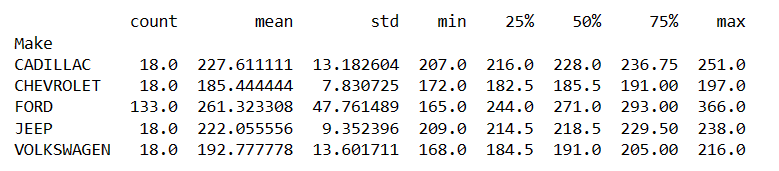 count mean std min 25% 50% 75% max
Make
CADILLAC 18.0 227.611111 13.182604 207.0 216.0 228.0 236.75 251.0
CHEVROLET 18.0 185.444444 7.830725 172.0 182.5 185.5 191.00 197.0
FORD 133.0 261.323308 47.761489 165.0 244.0 271.0 293.00 366.0
JEEP 18.0 222.055556 9.352396 209.0 214.5 218.5 229.50 238.0
VOLKSWAGEN 18.0 192.777778 13.601711 168.0 184.5 191.0 205.00 216.0